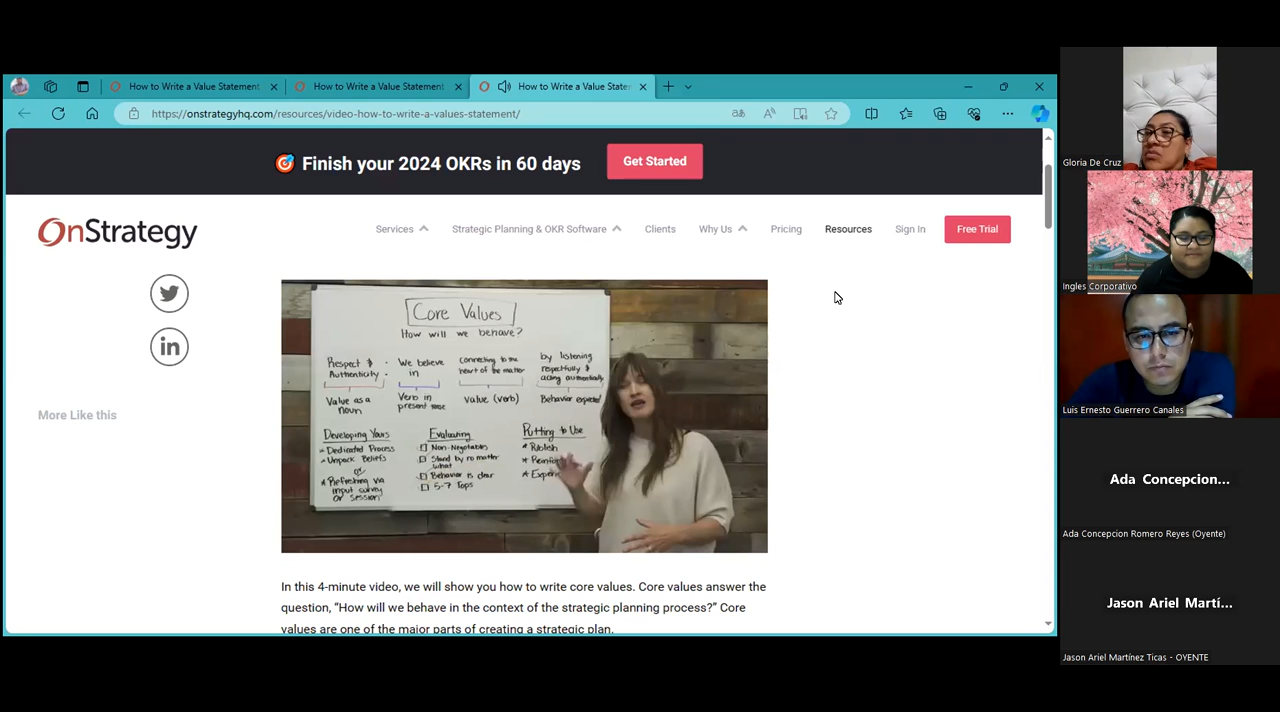 How to Write a Value Statement
How to Write a Value Statement
How to Write a Value State
https://onstrategyhq.com/resources/video-how-to-write-a-values-statement/
Finish your 2024 OKRs in 60 days
Get Started
OnStrategy
Services
Strategic Planning & OKR Software
Clients
Why Us
Pricing
Resources
Sign In
Free Trial
More Like this
Core Values
How will we behave?
Respect &
Authenticity
Value as a
noun
We believe
in
Verb in
present tense
connecting to the
heart of the matter
value (verb)
by listening
respectfully &
acting authentically
Behavior expected
Developing Yours
Dedicated Process
Unpack Beliefs
or
Refreshing via
input survey
or session
Evaluating
Non-Negotiables
Stand by no matter
what
Behavior is clear
5-7 Tops
Putting to Use
Publish
In this 4-minute video, we will show you how to write core values. Core values answer the
question, “How will we behave in the context of the strategic planning process?” Core
values are one of the major parts of creating a strategic plan.
Gloria De Cruz
Ingles Corporativo
Luis Ernesto Guerrero Canales
Ada Concepcion...
Ada Concepcion Romero Reyes (Oyente)
Jason Ariel Martí...
Jason Ariel Martínez Ticas - OYENTE